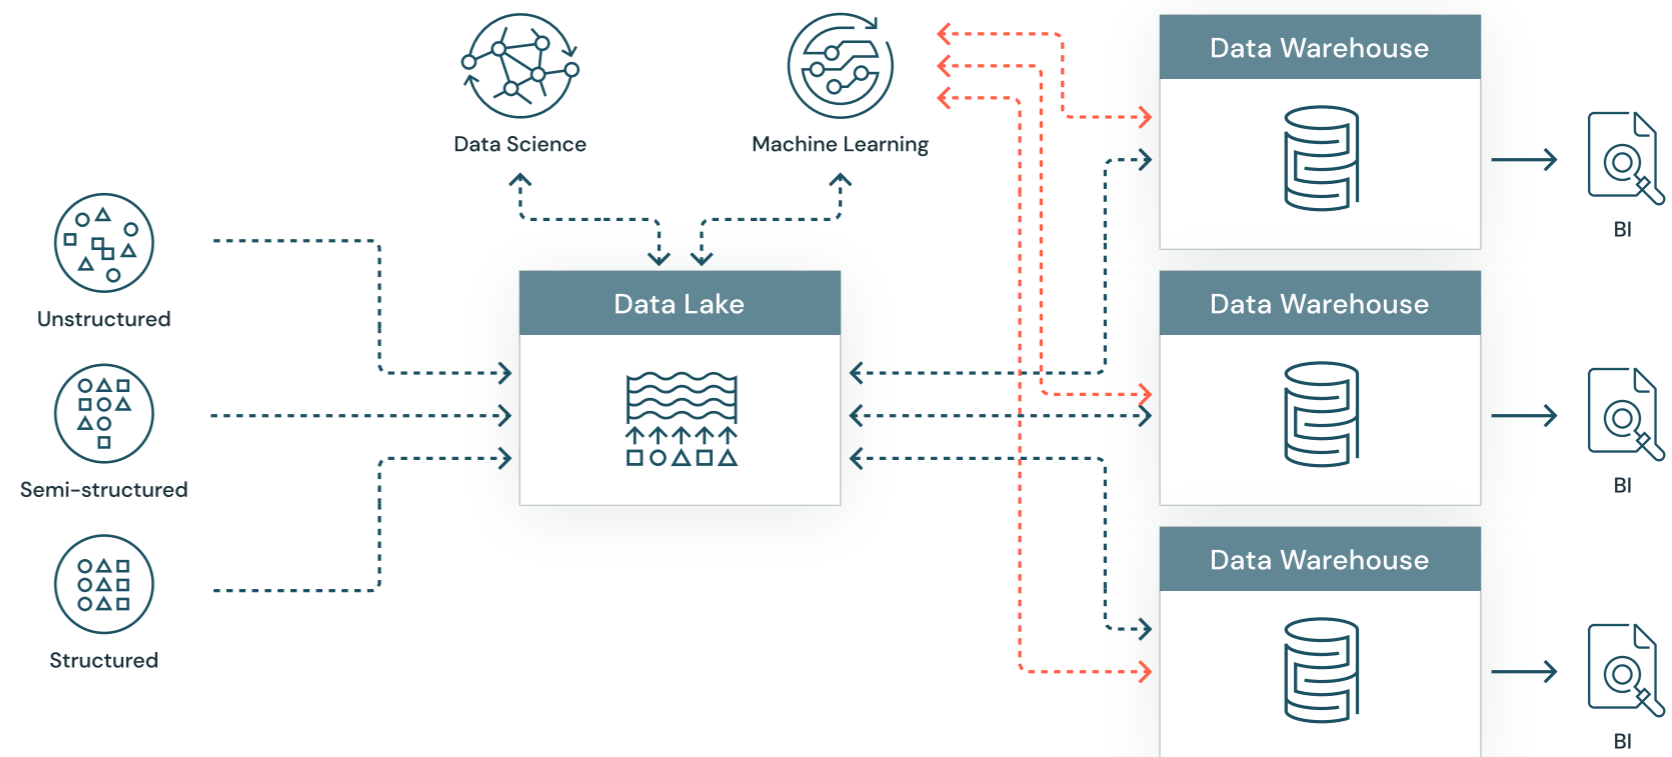 Data Science
Machine Learning
Data Warehouse
BI
Unstructured
Data Lake
Data Warehouse
Semi-structured
BI
Data Warehouse
Structured
BI